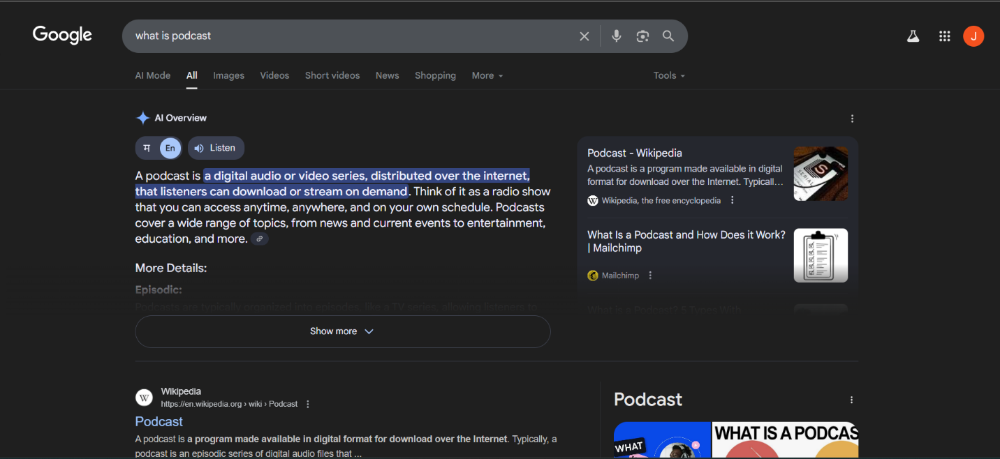 Google
what is podcast
J
AI Mode All Images Videos Short videos News Shopping More Tools
AI Overview
म En Listen
A podcast is a digital audio or video series, distributed over the internet,
that listeners can download or stream on demand. Think of it as a radio show
that you can access anytime, anywhere, and on your own schedule. Podcasts
cover a wide range of topics, from news and current events to entertainment,
education, and more.
More Details:
Episodic:
Podcasts are typically organized into episodes, like a TV series, allowing listeners to
Show more
Podcast - Wikipedia
A podcast is a program made available in digital
format for download over the Internet. Typicall...
W Wikipedia, the free encyclopedia
S
SERIAL
What Is a Podcast and How Does it Work?
| Mailchimp
Mailchimp
What is a Podcast? 5 Types With
W
Wikipedia
https://en.wikipedia.org › wiki › Podcast
Podcast
A podcast is a program made available in digital format for download over the Internet. Typically, a
podcast is an episodic series of digital audio files that ...
Podcast
WHAT
WHAT IS A PODCAS